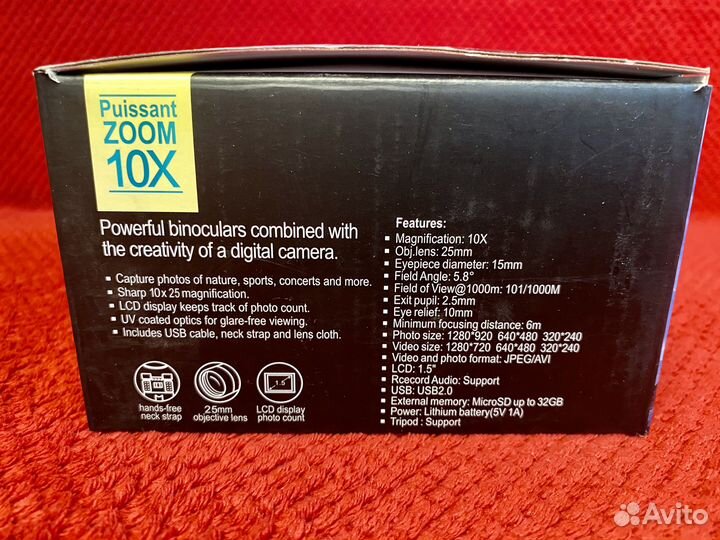 Puissant
ZOOM
10X
Powerful binoculars combined with
the creativity of a digital camera.
Capture photos of nature, sports, concerts and more.
Sharp 10x25 magnification.
LCD display keeps track of photo count.
UV coated optics for glare-free viewing.
Includes USB cable, neck strap and lens cloth.
hands-free
neck strap
25mm
objective lens
1.5"
LCD display
photo count
Features:
Magnification: 10X
Obj.lens: 25mm
Eyepiece diameter: 15mm
Field Angle: 5.8°
Field of View@1000m: 101/1000M
Exit pupil: 2.5mm
Eye relief: 10mm
Minimum focusing distance: 6m
Photo size: 1280*920 640*480 320*240
Video size: 1280*720 640*480 320*240
Video and photo format: JPEG/AVI
LCD: 1.5"
Rcecord Audio: Support
USB: USB2.0
External memory: MicroSD up to 32GB
Power: Lithium battery(5V 1A)
Tripod : Support
Avito